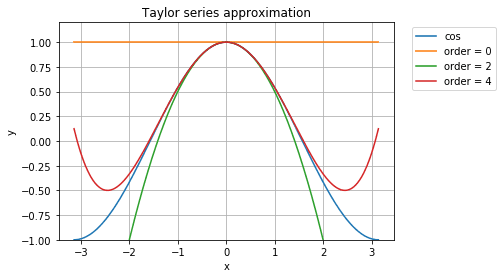 Taylor series approximation
cos
order = 0
order = 2
order = 4
1.00
0.75
0.50
0.25
0.00
−0.25
−0.50
−0.75
−1.00
y
−3
−2
−1
0
1
2
3
x